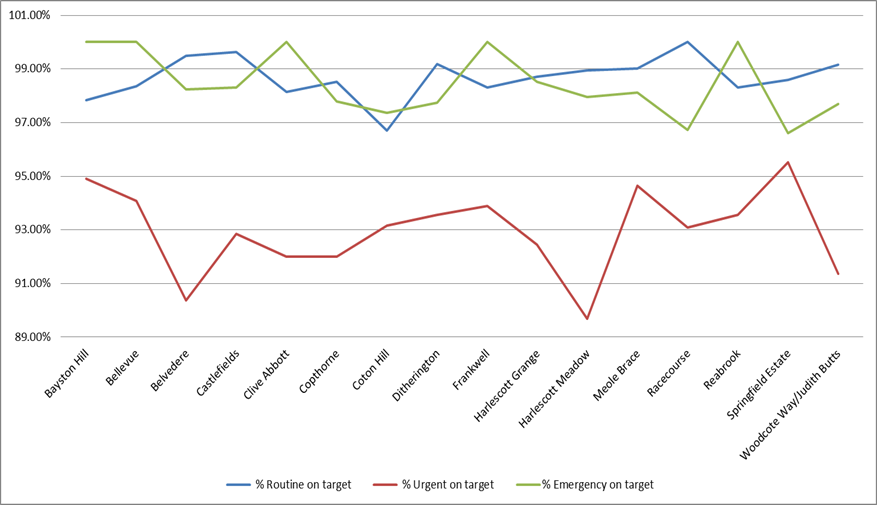 101.00%
99.00%
97.00%
95.00%
93.00%
91.00%
89.00%
Bayston Hill
Bellevue
Belvedere
Castlefields
Clive Abbott
Copthorne
Coton Hill
Ditherington
Frankwell
Harlescott Grange
Harlescott Meadow
Meole Brace
Racecourse
Reabrook
Springfield Estate
Woodcote Way/Judith Butts
% Routine on target
% Urgent on target
% Emergency on target